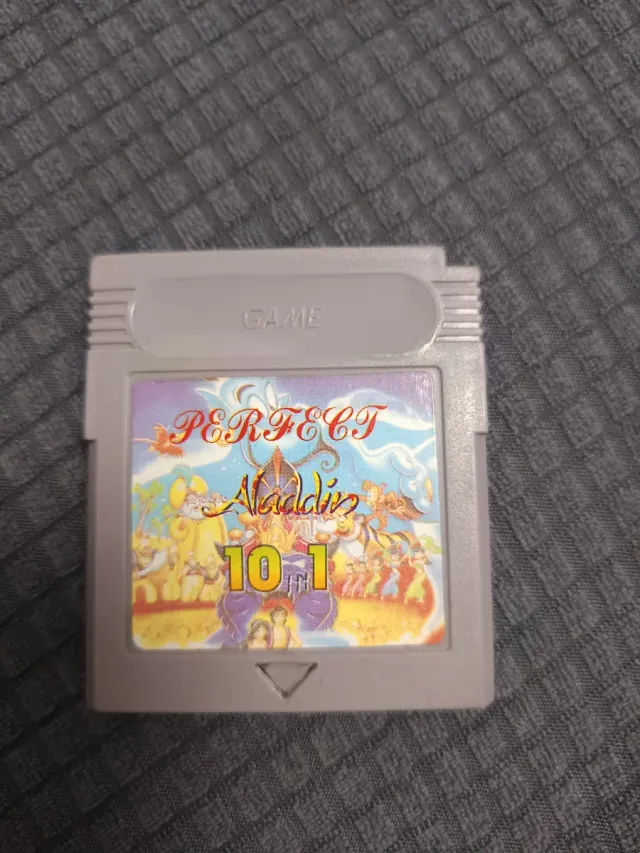 GAME
PERFECT
Aladdin
10 in 1